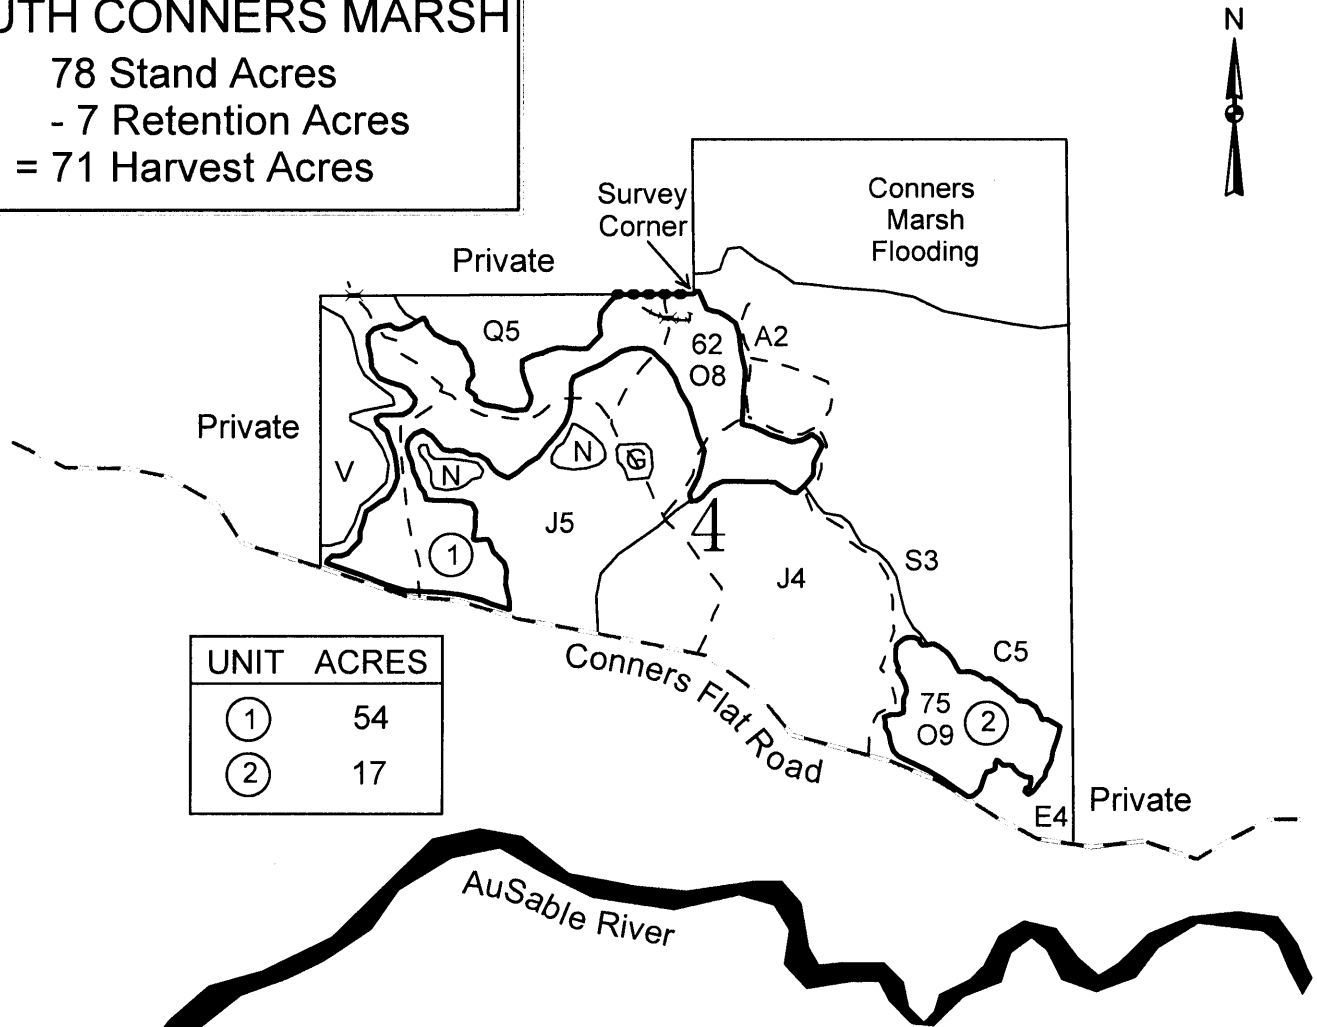 UTH CONNERS MARSH
78 Stand Acres
- 7 Retention Acres
= 71 Harvest Acres
N
Survey
Corner
Conners
Marsh
Flooding
Private
Q5
62
O8
A2
Private
V
N
N
G
J5
4
1
J4
S3
C5
UNIT ACRES
1 54
2 17
Conners Flat Road
75
O9
2
E4
Private
AuSable River